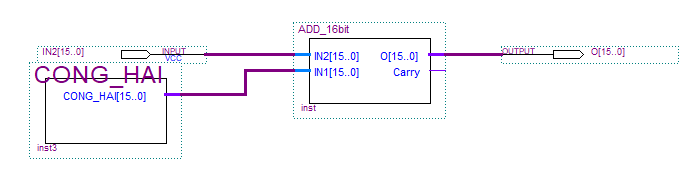 ADD_16bit
IN2[15..0] INPUT VCC
IN2[15..0] O[15..0]
OUTPUT O[15..0]
CONG_HAI
IN1[15..0] Carry
CONG_HAI[15..0]
inst
inst3